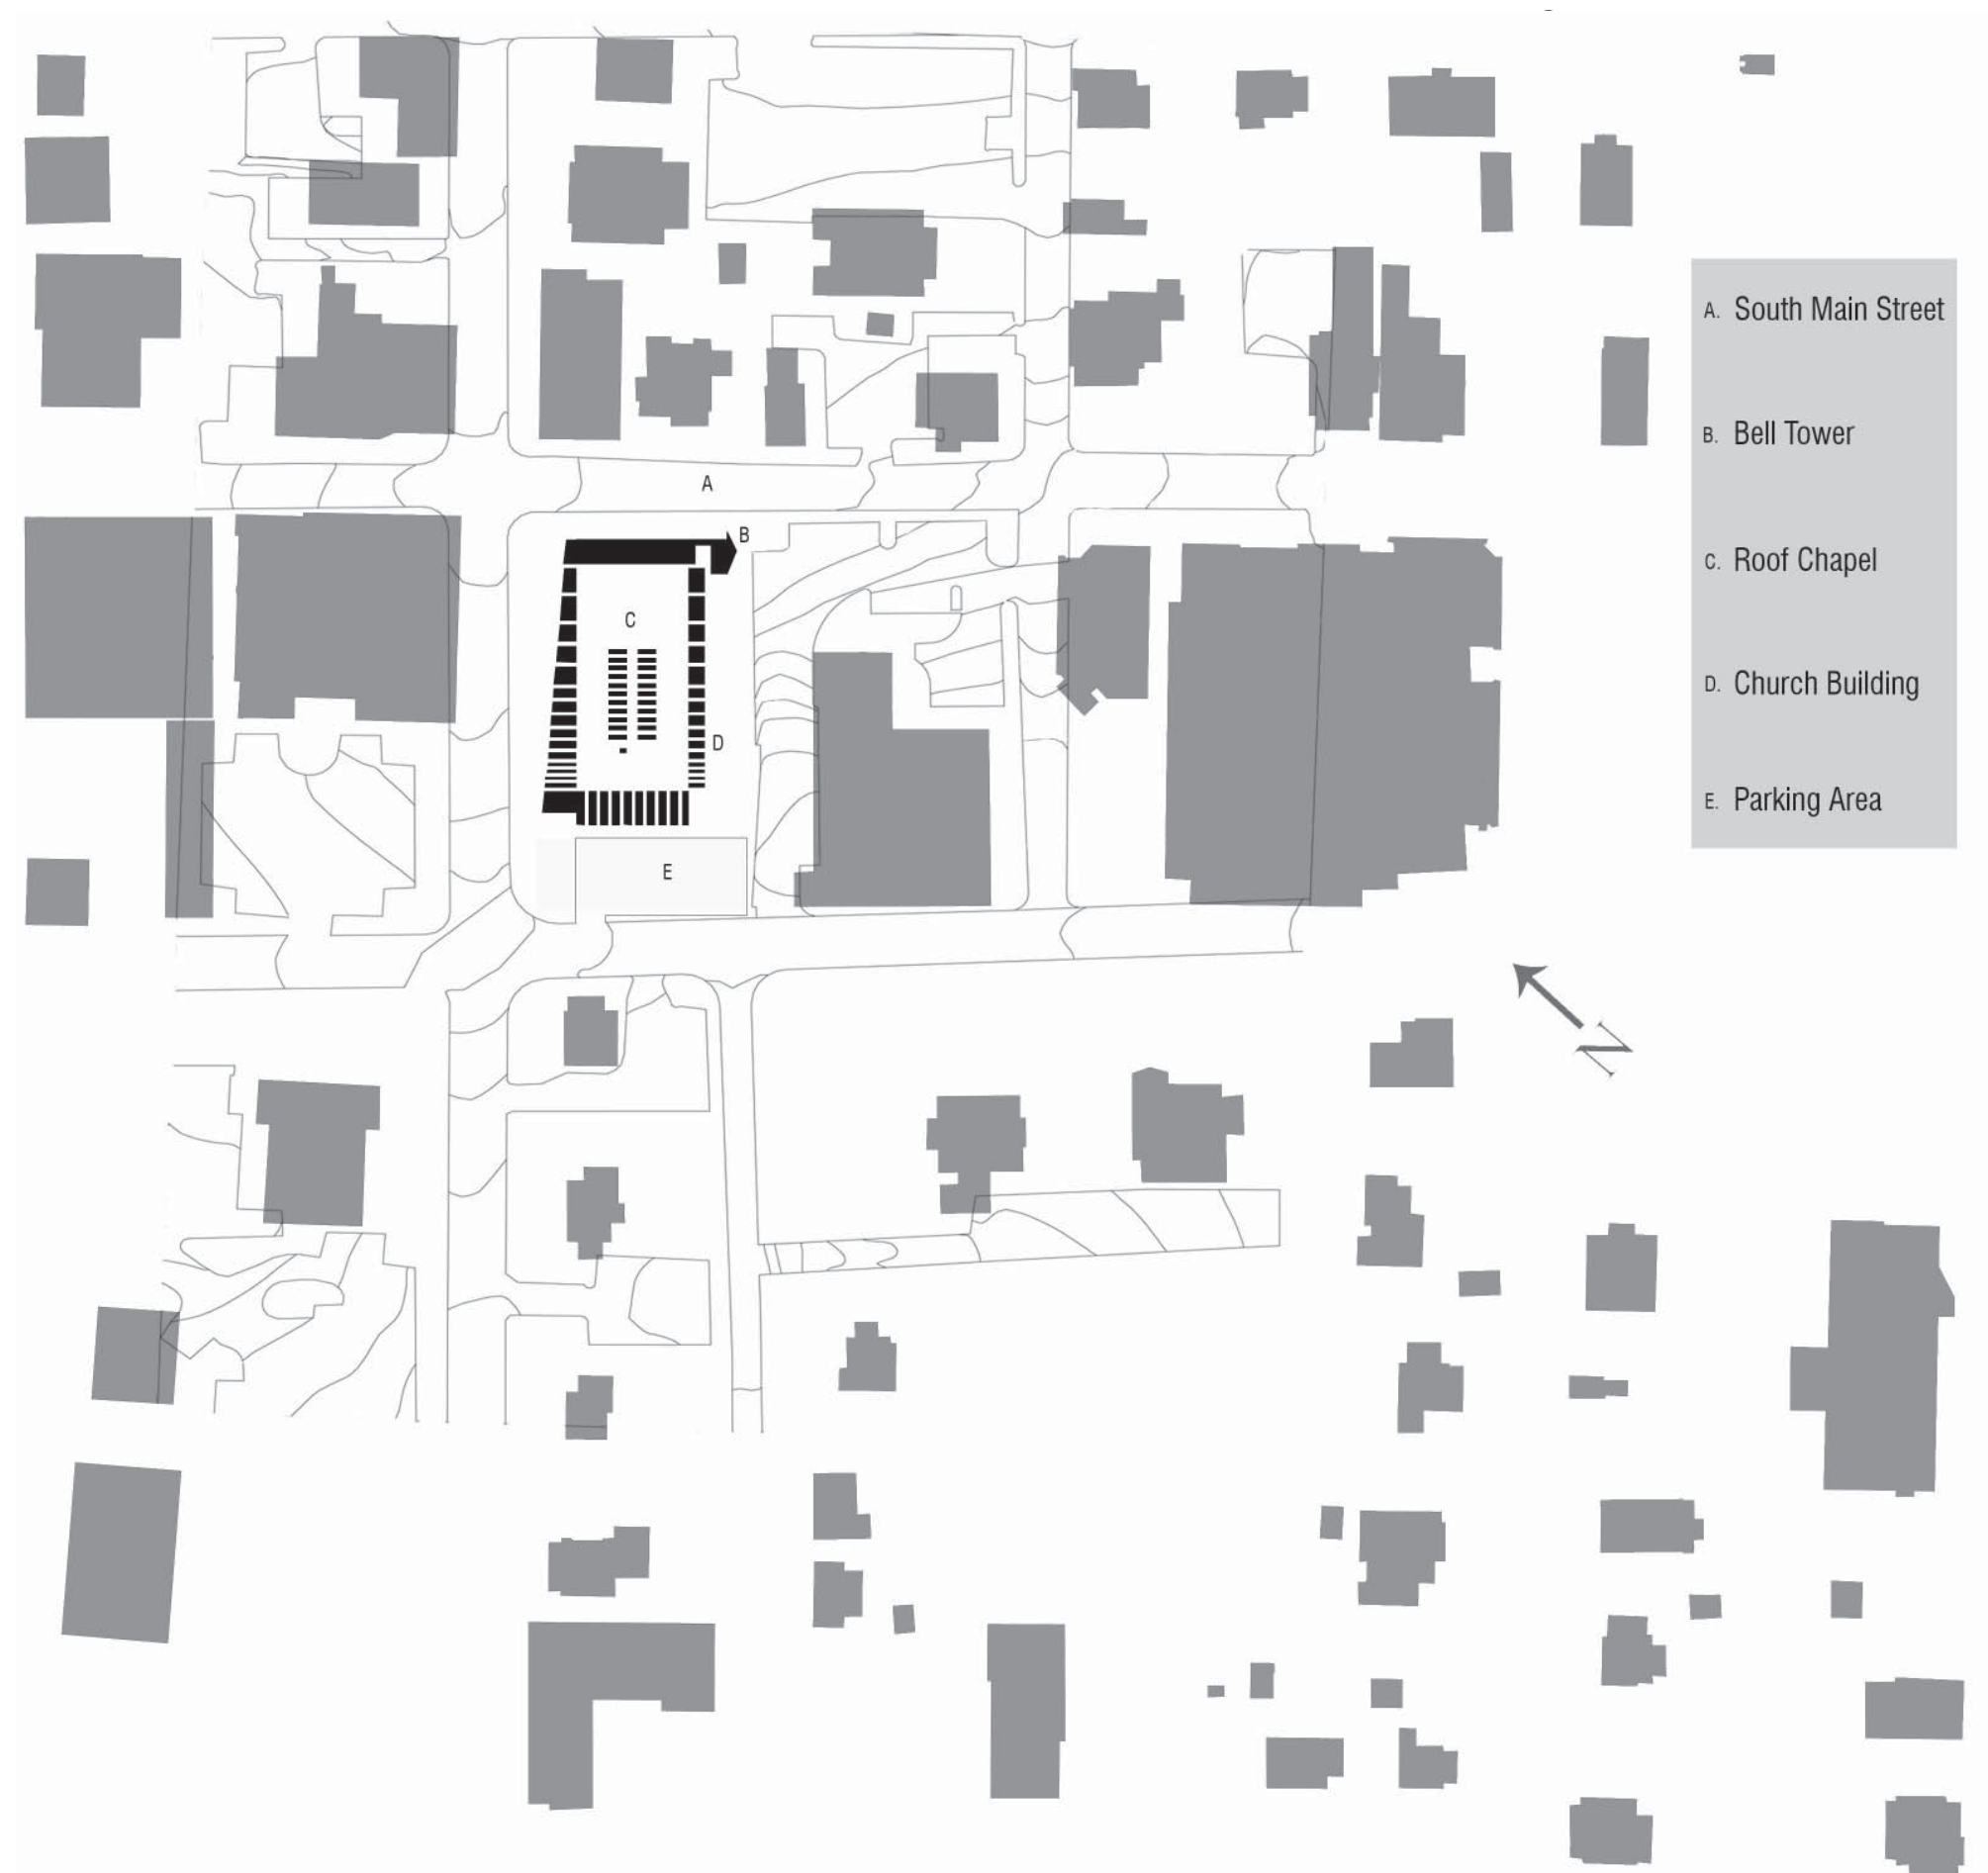 A
B
C
D
E
A. South Main Street
B. Bell Tower
C. Roof Chapel
D. Church Building
E. Parking Area
N